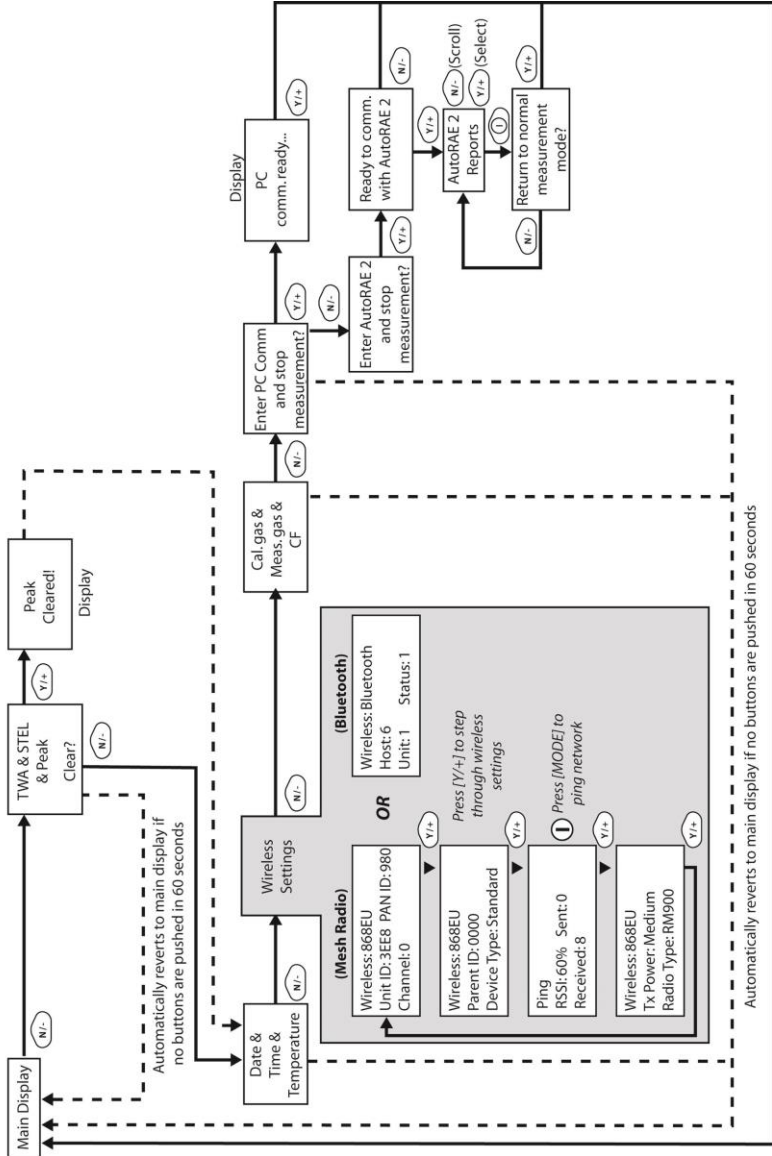 Main Display
N/-
TWA & STEL
& Peak
Clear?
Y/+
Peak
Cleared!
Display
N/-
Automatically reverts to main display if
no buttons are pushed in 60 seconds
Date &
Time &
Temperature
N/-
Wireless
Settings
N/-
Cal. gas &
Meas. gas &
CF
N/-
Enter PC Comm
and stop
measurement?
Y/+
Display
PC
comm. ready...
Y/+
N/-
Enter AutoRAE 2
and stop
measurement?
Y/+
Ready to comm.
with AutoRAE 2
N/-
Y/+
AutoRAE 2
Reports
N/- (Scroll)
Y/+ (Select)
Return to normal
measurement
mode?
N/-
Y/+
(Mesh Radio)
Wireless: 868EU
Unit ID: 3EE8 PAN ID: 980
Channel: 0
Y/+
Wireless: 868EU
Parent ID: 0000
Device Type: Standard
Y/+
Ping
RSSI: 60% Sent: 0
Received: 8
Y/+
Wireless: 868EU
Tx Power: Medium
Radio Type: RM900
Y/+
OR
(Bluetooth)
Wireless: Bluetooth
Host: 6
Unit: 1 Status: 1
Press [Y/+] to step
through wireless
settings
Press [MODE] to
ping network
Automatically reverts to main display if no buttons are pushed in 60 seconds